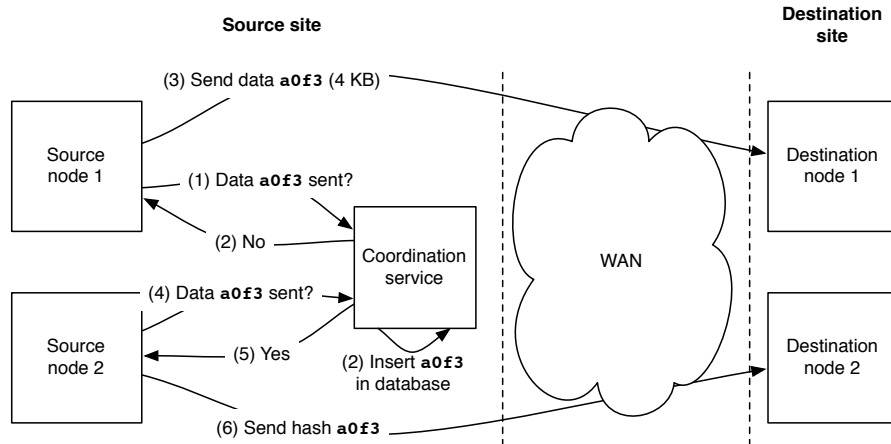 Source site
Destination
site
(3) Send data a0f3 (4 KB)
Source
node 1
(1) Data a0f3 sent?
(2) No
Coordination
service
WAN
Destination
node 1
Source
node 2
(4) Data a0f3 sent?
(5) Yes
(2) Insert a0f3
in database
(6) Send hash a0f3
Destination
node 2